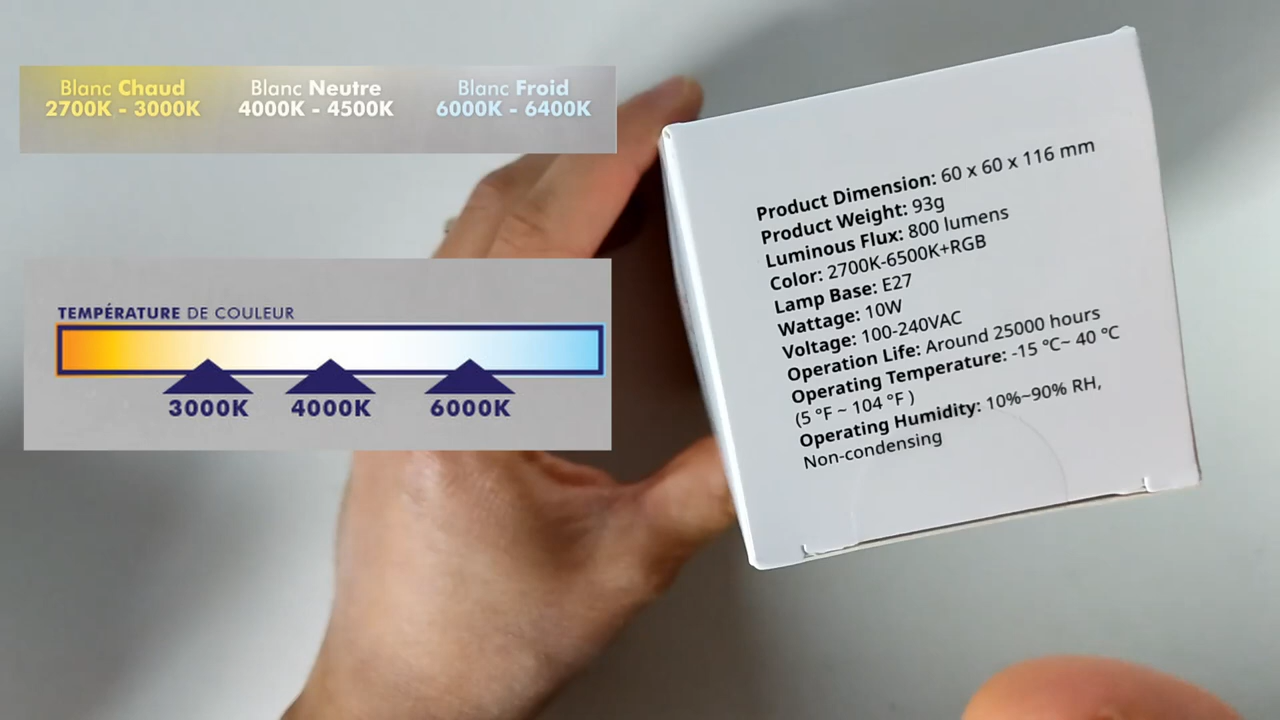 Blanc Chaud
2700K - 3000K
Blanc Neutre
4000K - 4500K
Blanc Froid
6000K - 6400K
TEMPÉRATURE DE COULEUR
3000K
4000K
6000K
Product Dimension: 60 x 60 x 116 mm
Product Weight: 93g
Luminous Flux: 800 lumens
Color: 2700K-6500K+RGB
Lamp Base: E27
Wattage: 10W
Voltage: 100-240VAC
Operation Life: Around 25000 hours
Operating Temperature: -15 °C~ 40 °C
(5 °F ~ 104 °F )
Operating Humidity: 10%~90% RH,
Non-condensing